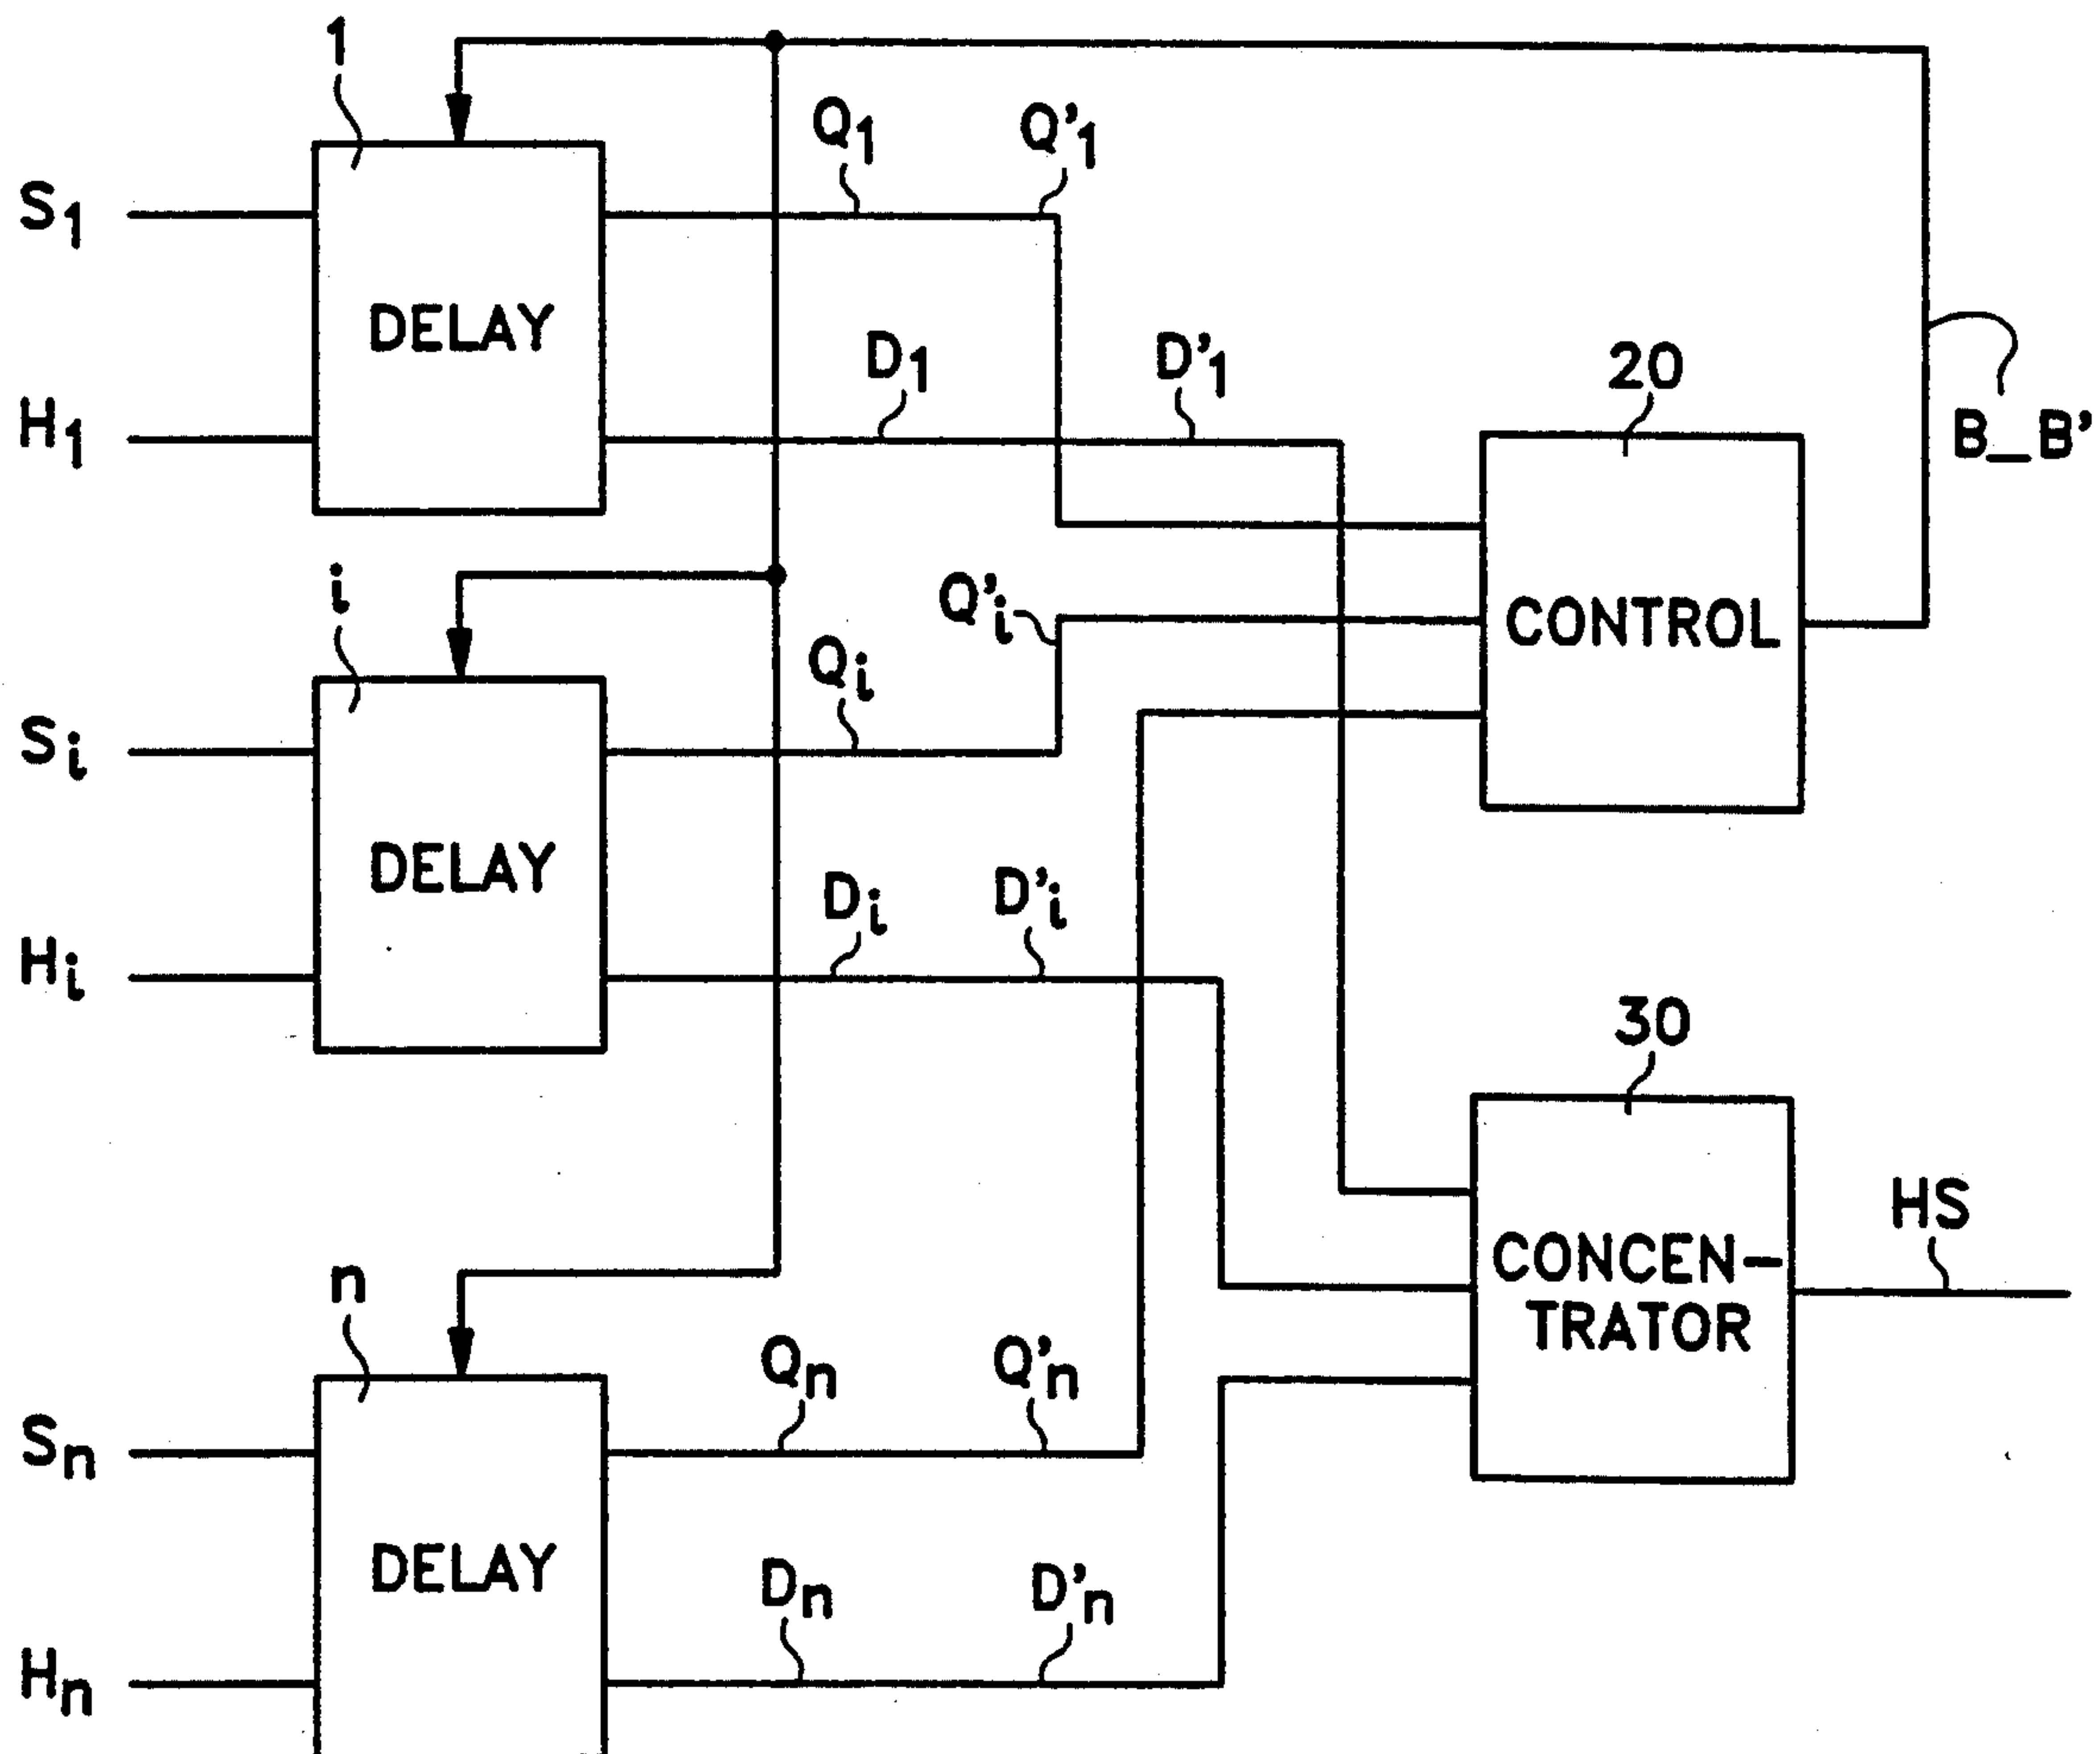 1
Q₁ Q'₁
S₁
DELAY
D₁ D'₁
20
H₁
B_B'
i
Q'ᵢ
CONTROL
Qᵢ
Sᵢ
DELAY
Dᵢ D'ᵢ
Hᵢ
30
HS
CONCEN-
TRATOR
n
Qₙ Q'ₙ
Sₙ
DELAY
Dₙ D'ₙ
Hₙ